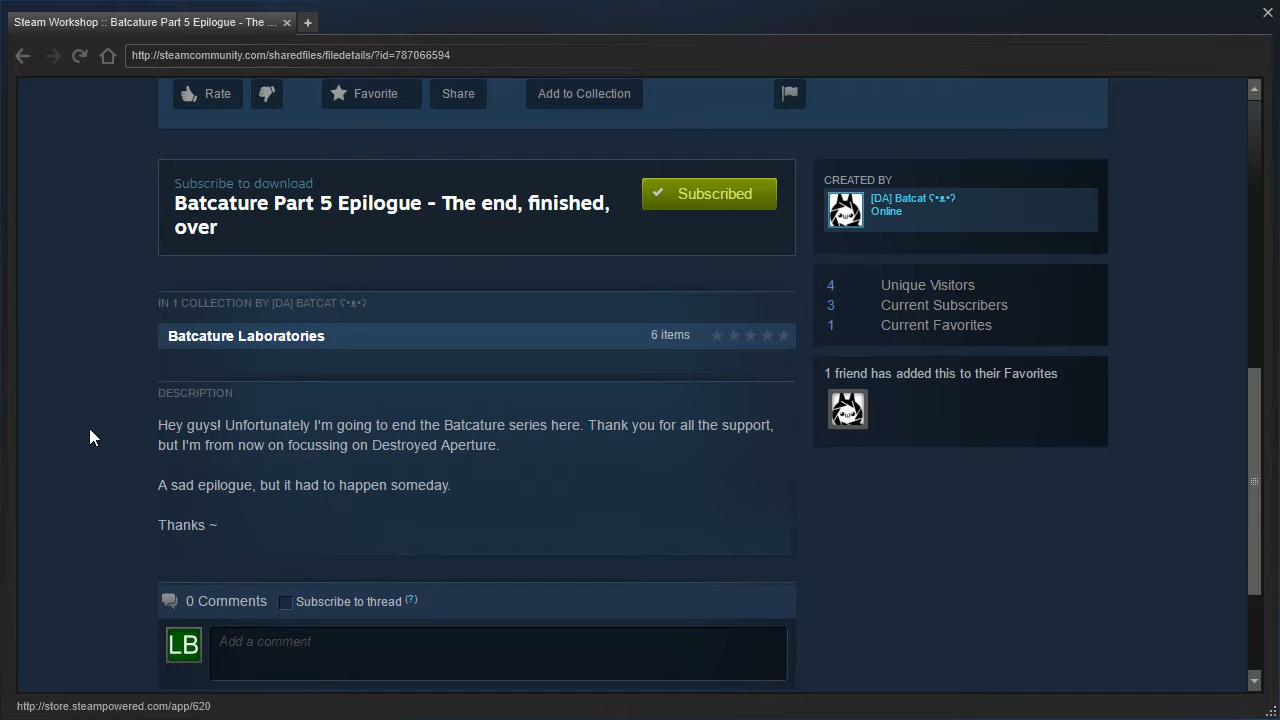 Steam Workshop :: Batcature Part 5 Epilogue - The ...
http://steamcommunity.com/sharedfiles/filedetails/?id=787066594
Rate
Favorite
Share
Add to Collection
Subscribe to download
Batcature Part 5 Epilogue - The end, finished,
over
Subscribed
CREATED BY
[DA] Batcat ʕ•ᴥ•ʔ
Online
4 Unique Visitors
3 Current Subscribers
1 Current Favorites
1 friend has added this to their Favorites
IN 1 COLLECTION BY [DA] BATCAT ʕ•ᴥ•ʔ
Batcature Laboratories 6 items
DESCRIPTION
Hey guys! Unfortunately I'm going to end the Batcature series here. Thank you for all the support,
but I'm from now on focussing on Destroyed Aperture.
A sad epilogue, but it had to happen someday.
Thanks ~
0 Comments Subscribe to thread (?)
LB
Add a comment
http://store.steampowered.com/app/620